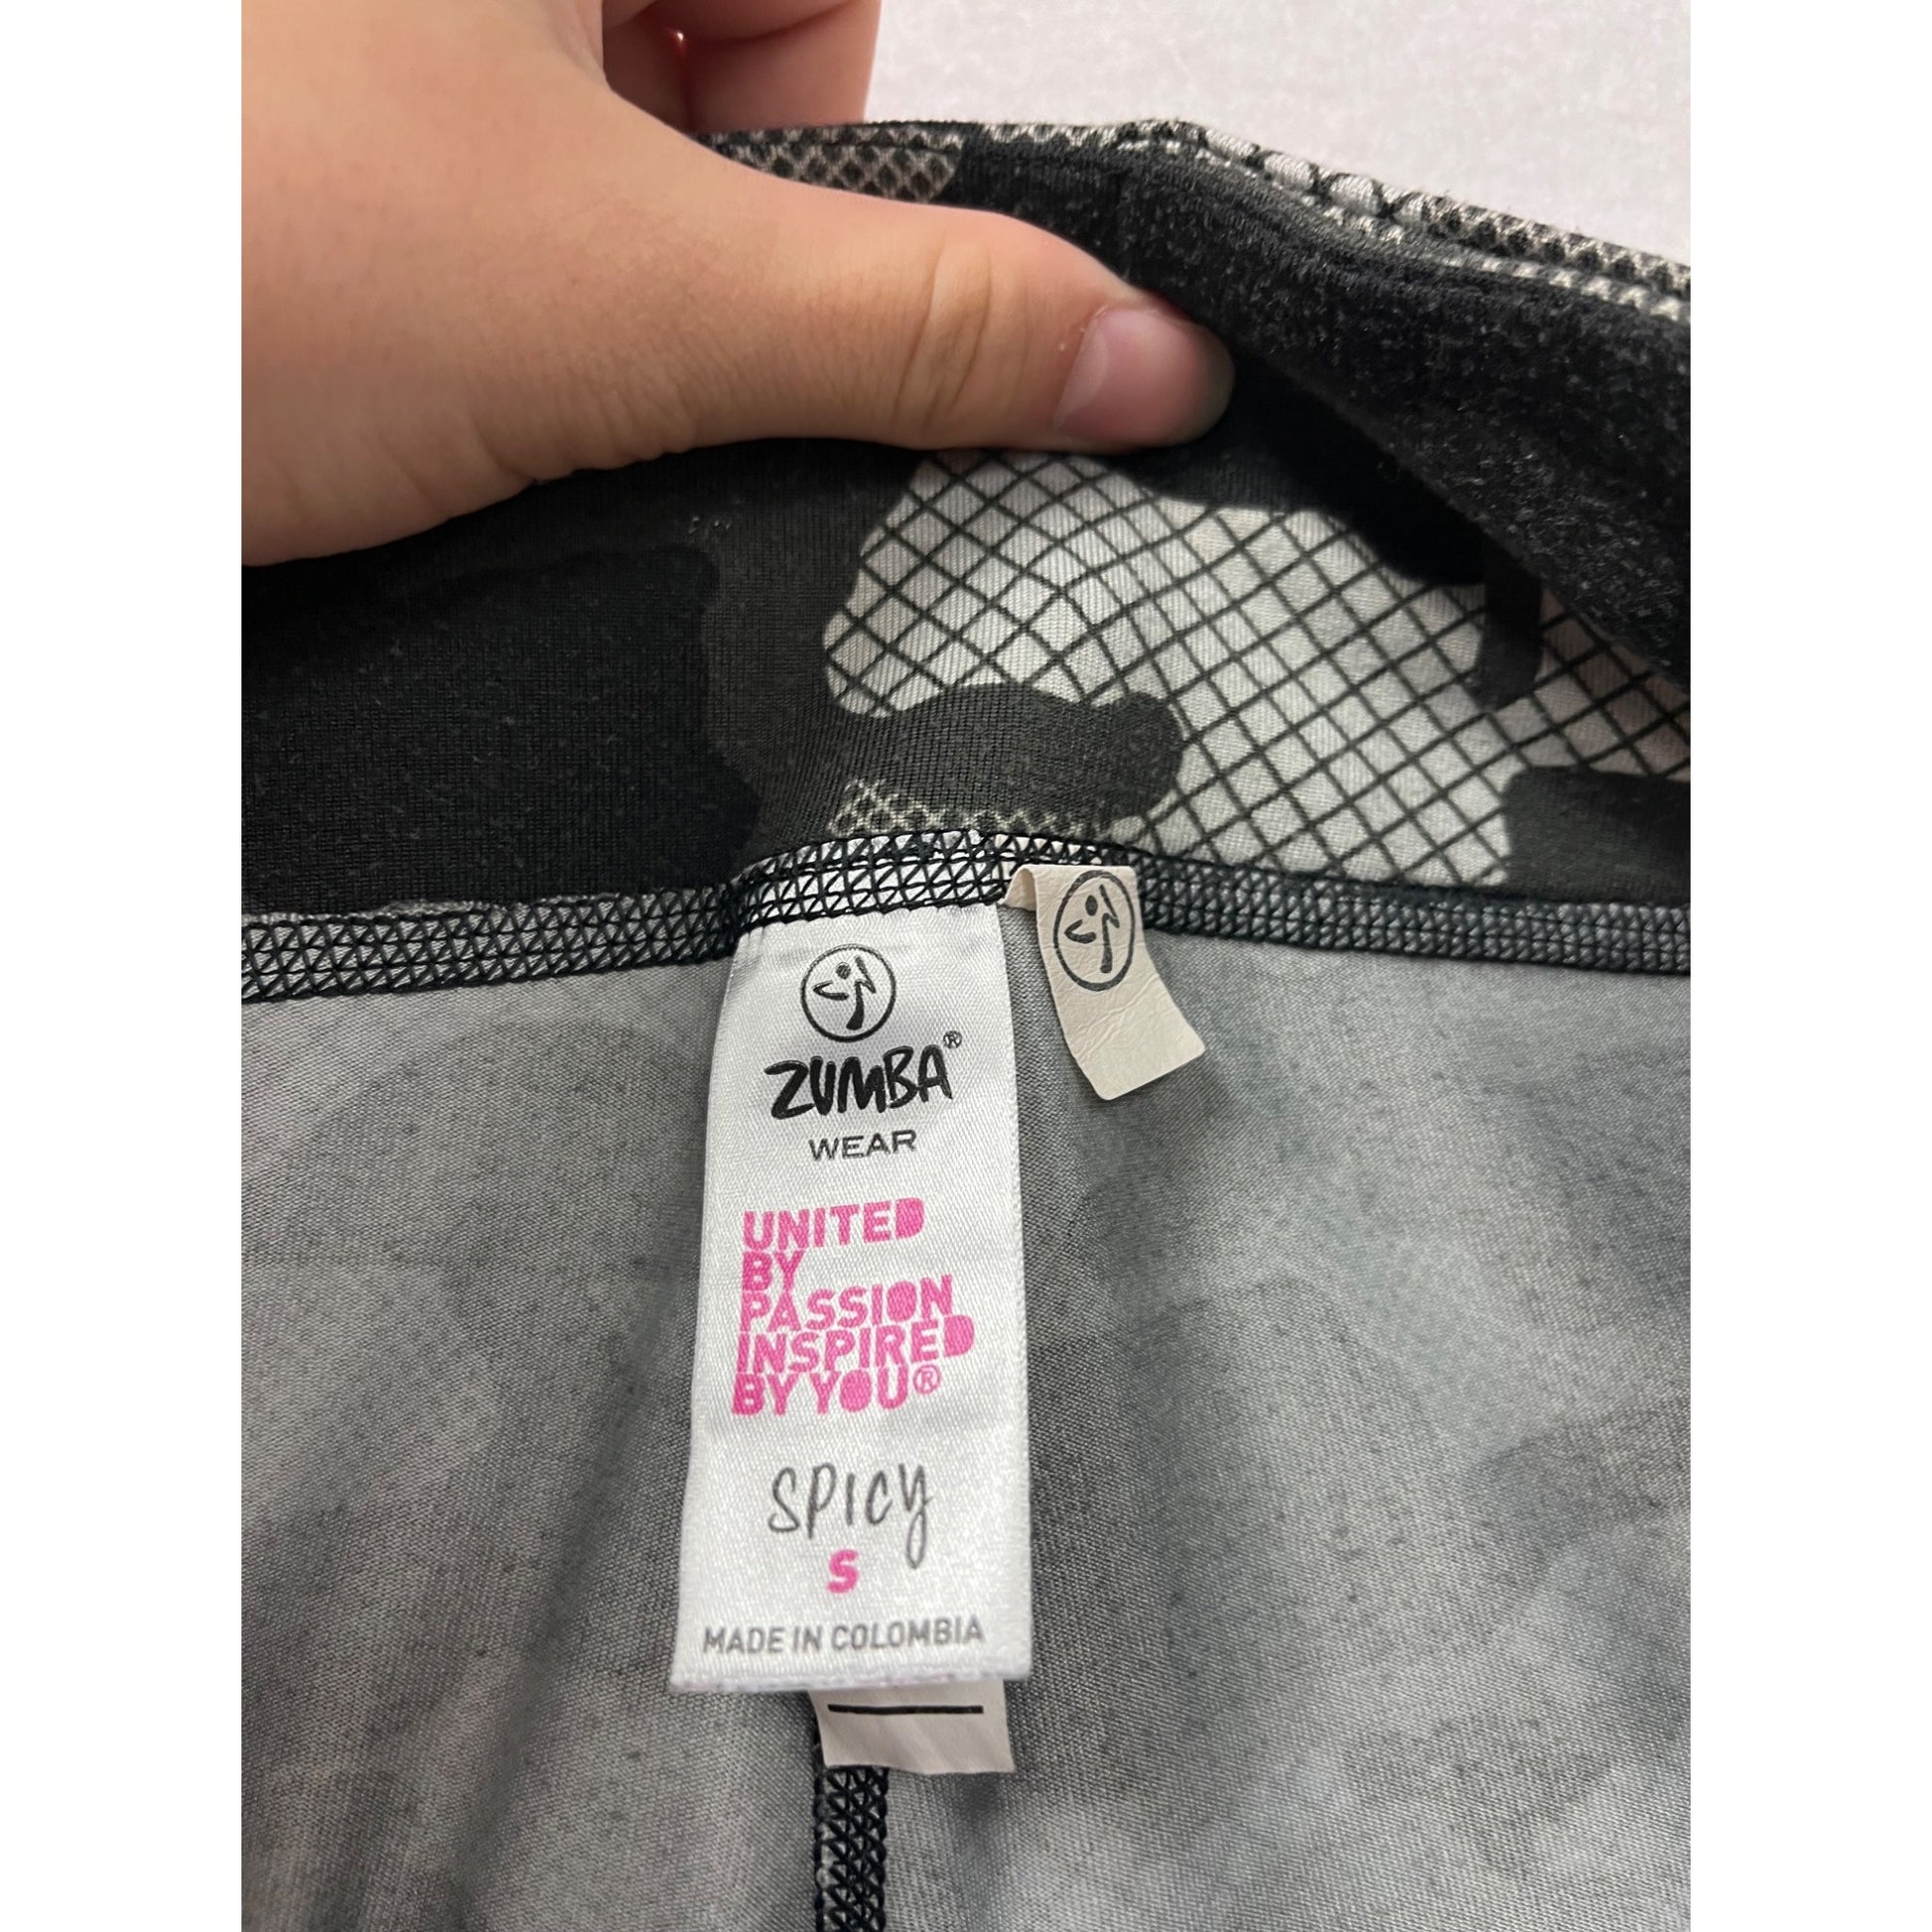 ZUMBA®
WEAR
UNITED
BY
PASSION
INSPIRED
BY YOU®
SPICY
S
MADE IN COLOMBIA